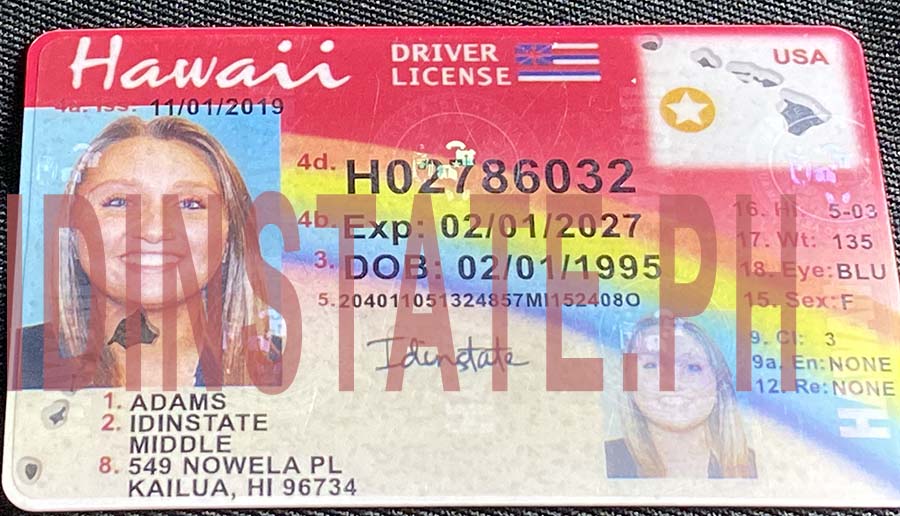 Hawaii
DRIVER
LICENSE
USA
4a. Iss: 11/01/2019
4d. H02786032
4b. Exp: 02/01/2027
3. DOB: 02/01/1995
5. 204011051324857MI152408O
16. Ht: 5-03
17. Wt: 135
18. Eye: BLU
15. Sex: F
9. Cl: 3
9a. En: NONE
12. Re: NONE
Idinstate
1. ADAMS
2. IDINSTATE
MIDDLE
8. 549 NOWELA PL
KAILUA, HI 96734
H
IDINSTATE.PH